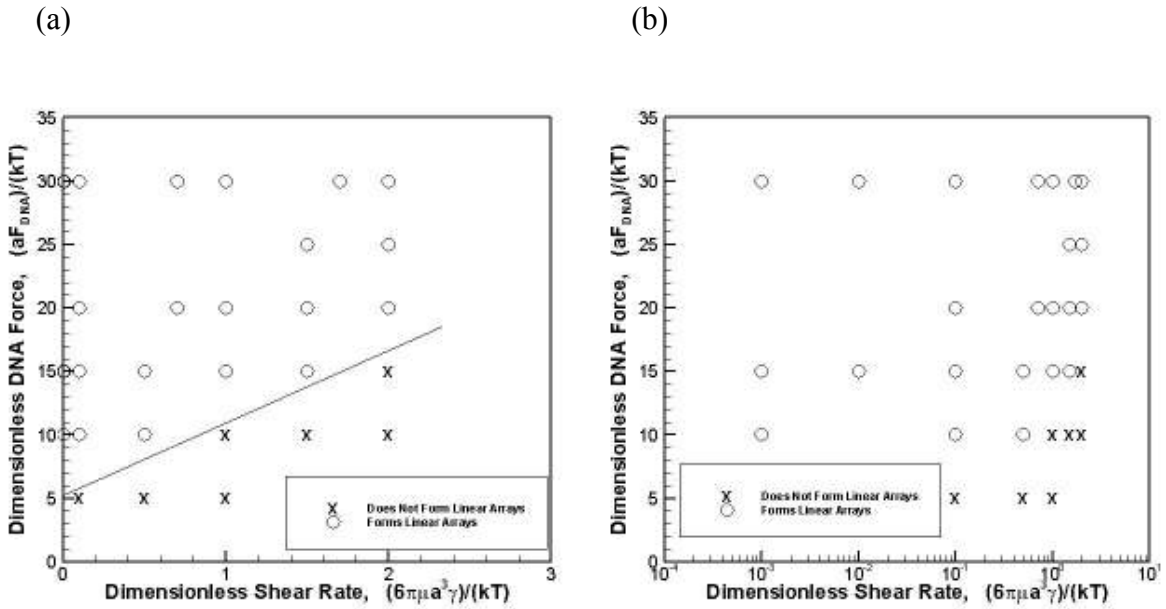 (a)
(b)
35
30
25
20
15
10
5
0
Dimensionless DNA Force, (aF_DNA)/(kT)
X Does Not Form Linear Arrays
○ Forms Linear Arrays
0 1 2 3
Dimensionless Shear Rate, (6πμa³γ)/(kT)
35
30
25
20
15
10
5
0
Dimensionless DNA Force, (aF_DNA)/(kT)
X Does Not Form Linear Arrays
○ Forms Linear Arrays
10⁻⁴ 10⁻³ 10⁻² 10⁻¹ 10⁰ 10¹
Dimensionless Shear Rate, (6πμa³γ)/(kT)